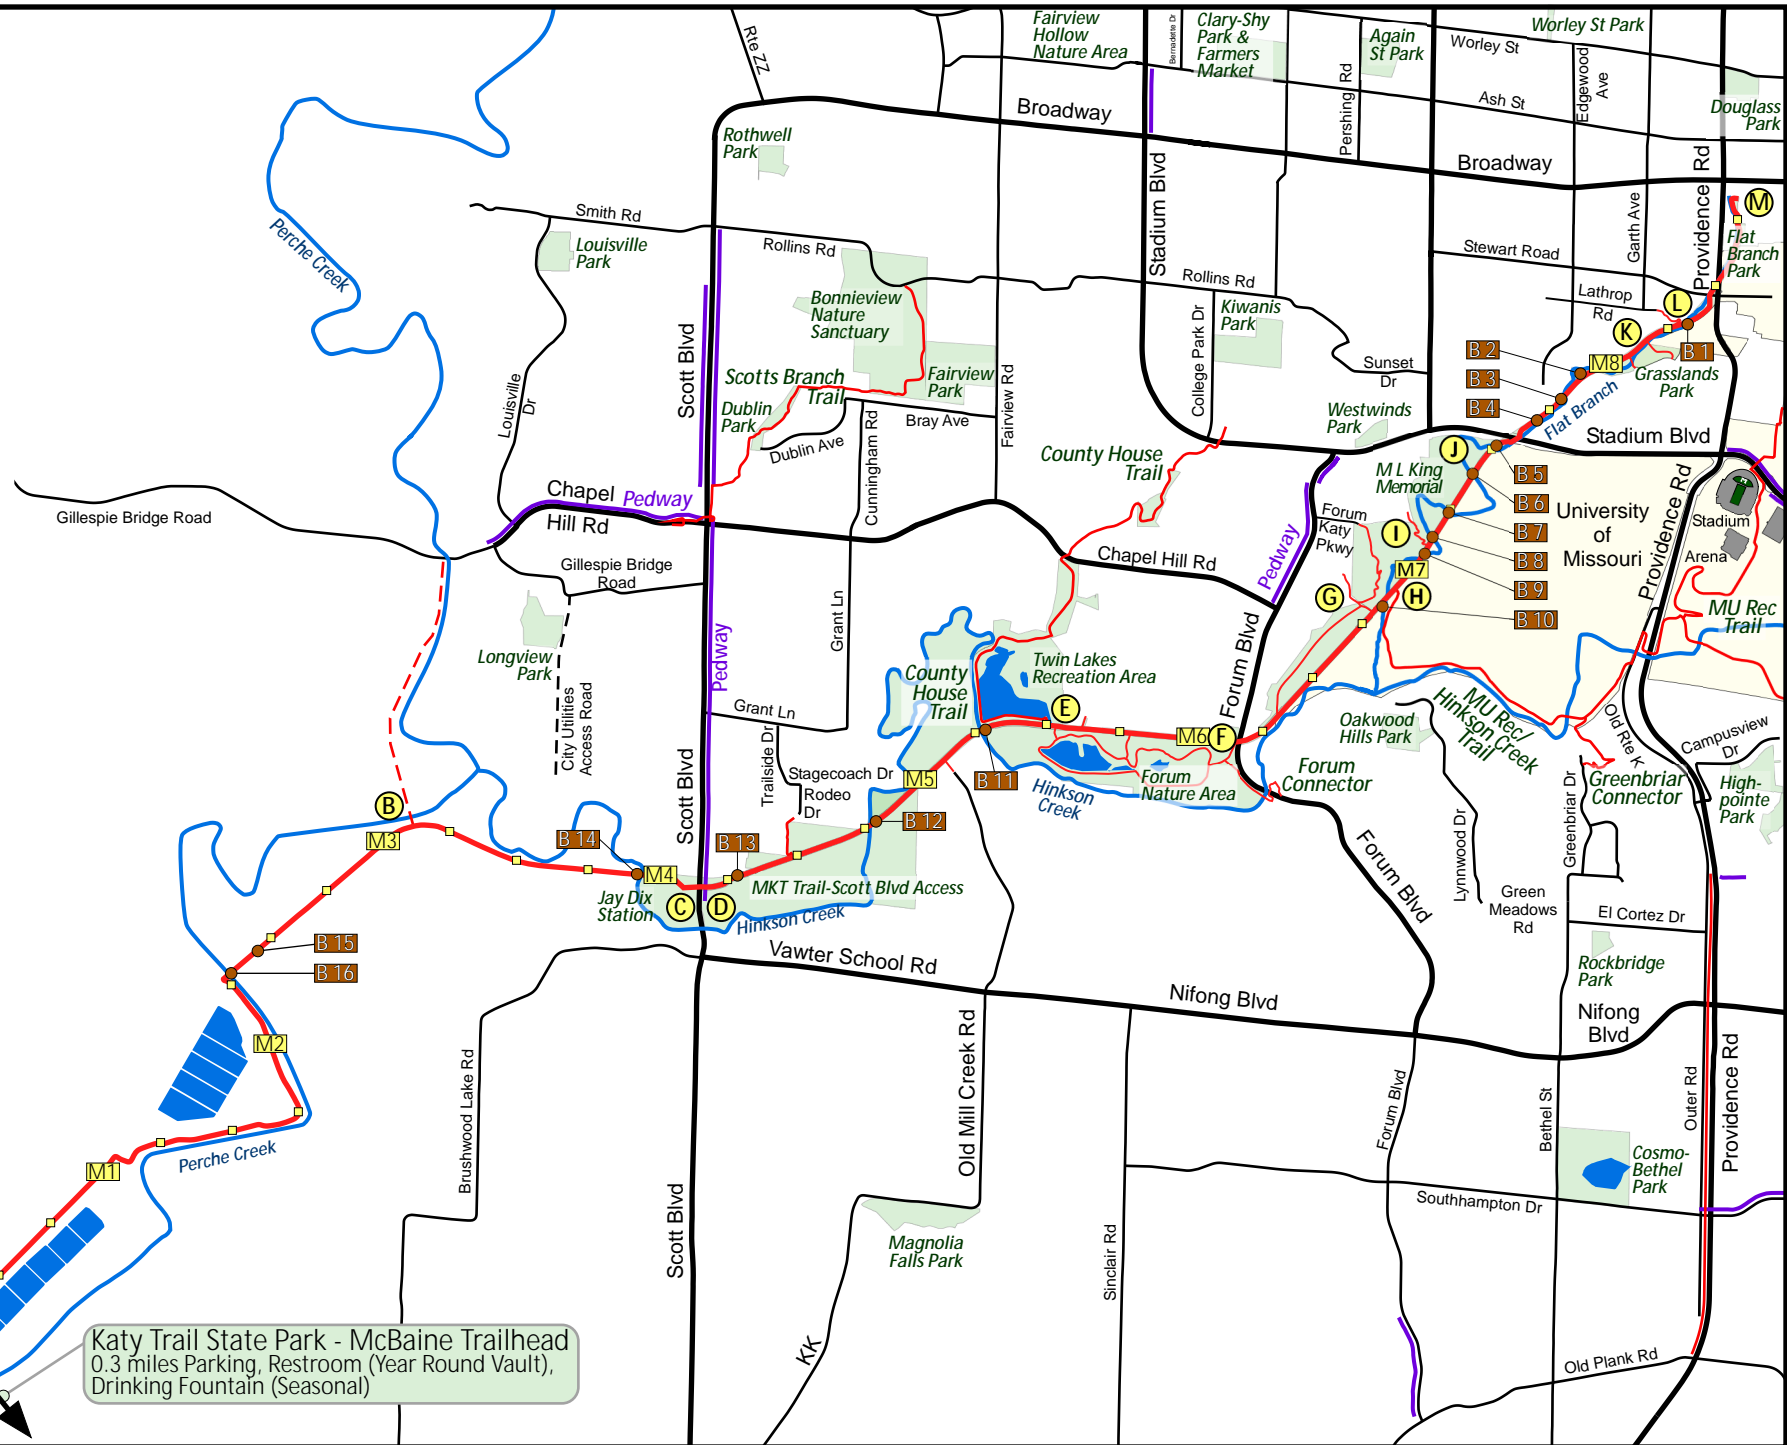 Fairview
Hollow
Nature Area
Bernadette Dr
Clary-Shy
Park &
Farmers
Market
Again
St Park
Worley St Park
Worley St
Edgewood
Ave
Rte ZZ
Pershing Rd
Ash St
Douglass
Park
Broadway
Broadway
Rothwell
Park
Stadium Blvd
Providence Rd
M
Smith Rd
Rollins Rd
Louisville
Park
Perche Creek
Garth Ave
Stewart Road
Flat
Branch
Park
Rollins Rd
Lathrop
Rd
L
K
Bonnieview
Nature
Sanctuary
Kiwanis
Park
College Park Dr
Sunset
Dr
B 1
B 2
B 3
B 4
M8
Grasslands
Park
Flat Branch
Scott Blvd
Louisville
Dr
Scotts Branch
Trail
Fairview
Park
Fairview Rd
Dublin
Park
Dublin Ave
Bray Ave
Cunningham Rd
Westwinds
Park
Stadium Blvd
County House
Trail
J
M L King
Memorial
B 5
B 6
B 7
B 8
B 9
B 10
University
of
Missouri
Providence Rd
Stadium
Arena
Chapel
Hill Rd
Pedway
Gillespie Bridge Road
Gillespie Bridge
Road
Forum
Katy
Pkwy
I
Pedway
Chapel Hill Rd
M7
G
H
MU Rec
Trail
Grant Ln
Longview
Park
City Utilities
Access Road
Pedway
Forum Blvd
County
House
Trail
Twin Lakes
Recreation Area
E
Grant Ln
M6
F
Oakwood
Hills Park
MU Rec/
Hinkson Creek
Trail
Old Rte K
Campusview
Dr
Trailside Dr
Stagecoach Dr
Rodeo
Dr
M5
B 11
Hinkson
Creek
Forum
Nature Area
Forum
Connector
Greenbriar
Connector
High-
pointe
Park
Scott Blvd
B
M3
B 14
B 13
B 12
M4
Jay Dix
Station
C
D
MKT Trail-Scott Blvd Access
Hinkson Creek
Forum Blvd
Lynnwood Dr
Greenbriar Dr
Green
Meadows
Rd
El Cortez Dr
B 15
B 16
Vawter School Rd
Nifong Blvd
Rockbridge
Park
Nifong
Blvd
M2
Brushwood Lake Rd
Old Mill Creek Rd
Forum Blvd
Bethel St
Outer Rd
Providence Rd
Perche Creek
M1
Cosmo-
Bethel
Park
Southhampton Dr
Scott Blvd
Magnolia
Falls Park
Sinclair Rd
KK
Old Plank Rd
Katy Trail State Park - McBaine Trailhead
0.3 miles Parking, Restroom (Year Round Vault),
Drinking Fountain (Seasonal)